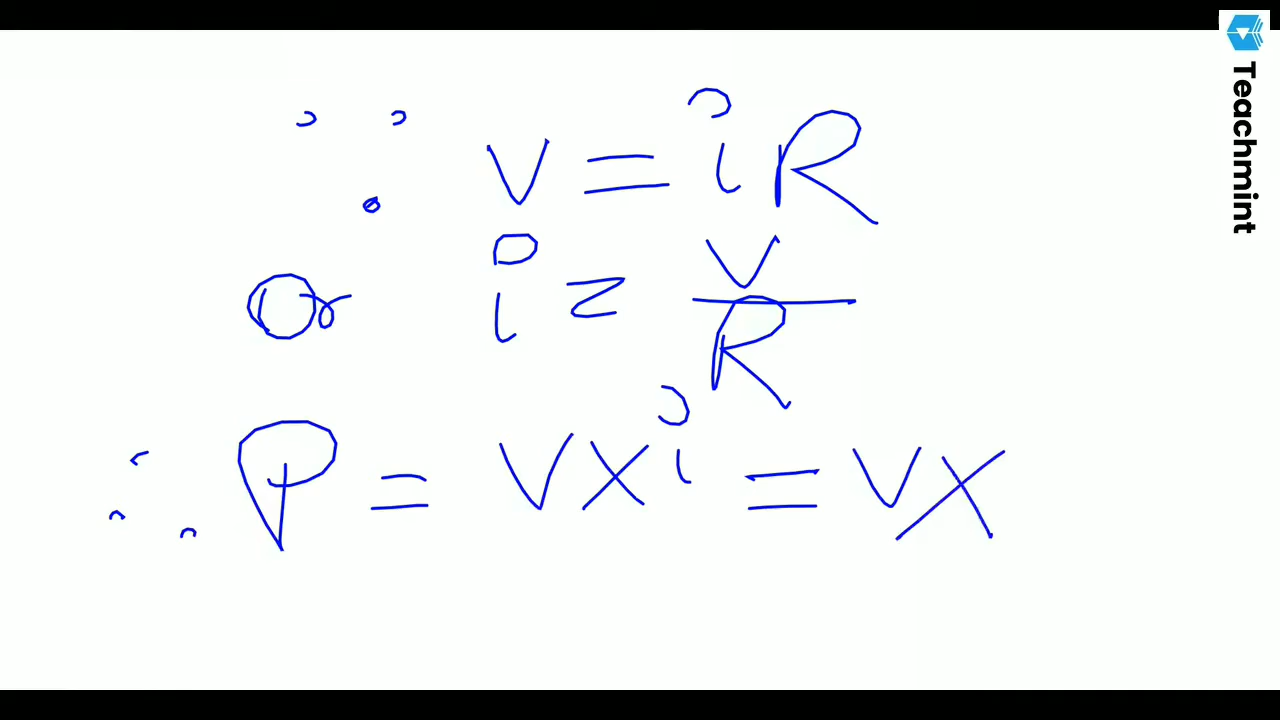 ∵ V = iR
Or i = V/R
∴ P = V X i = V X
Teachmint